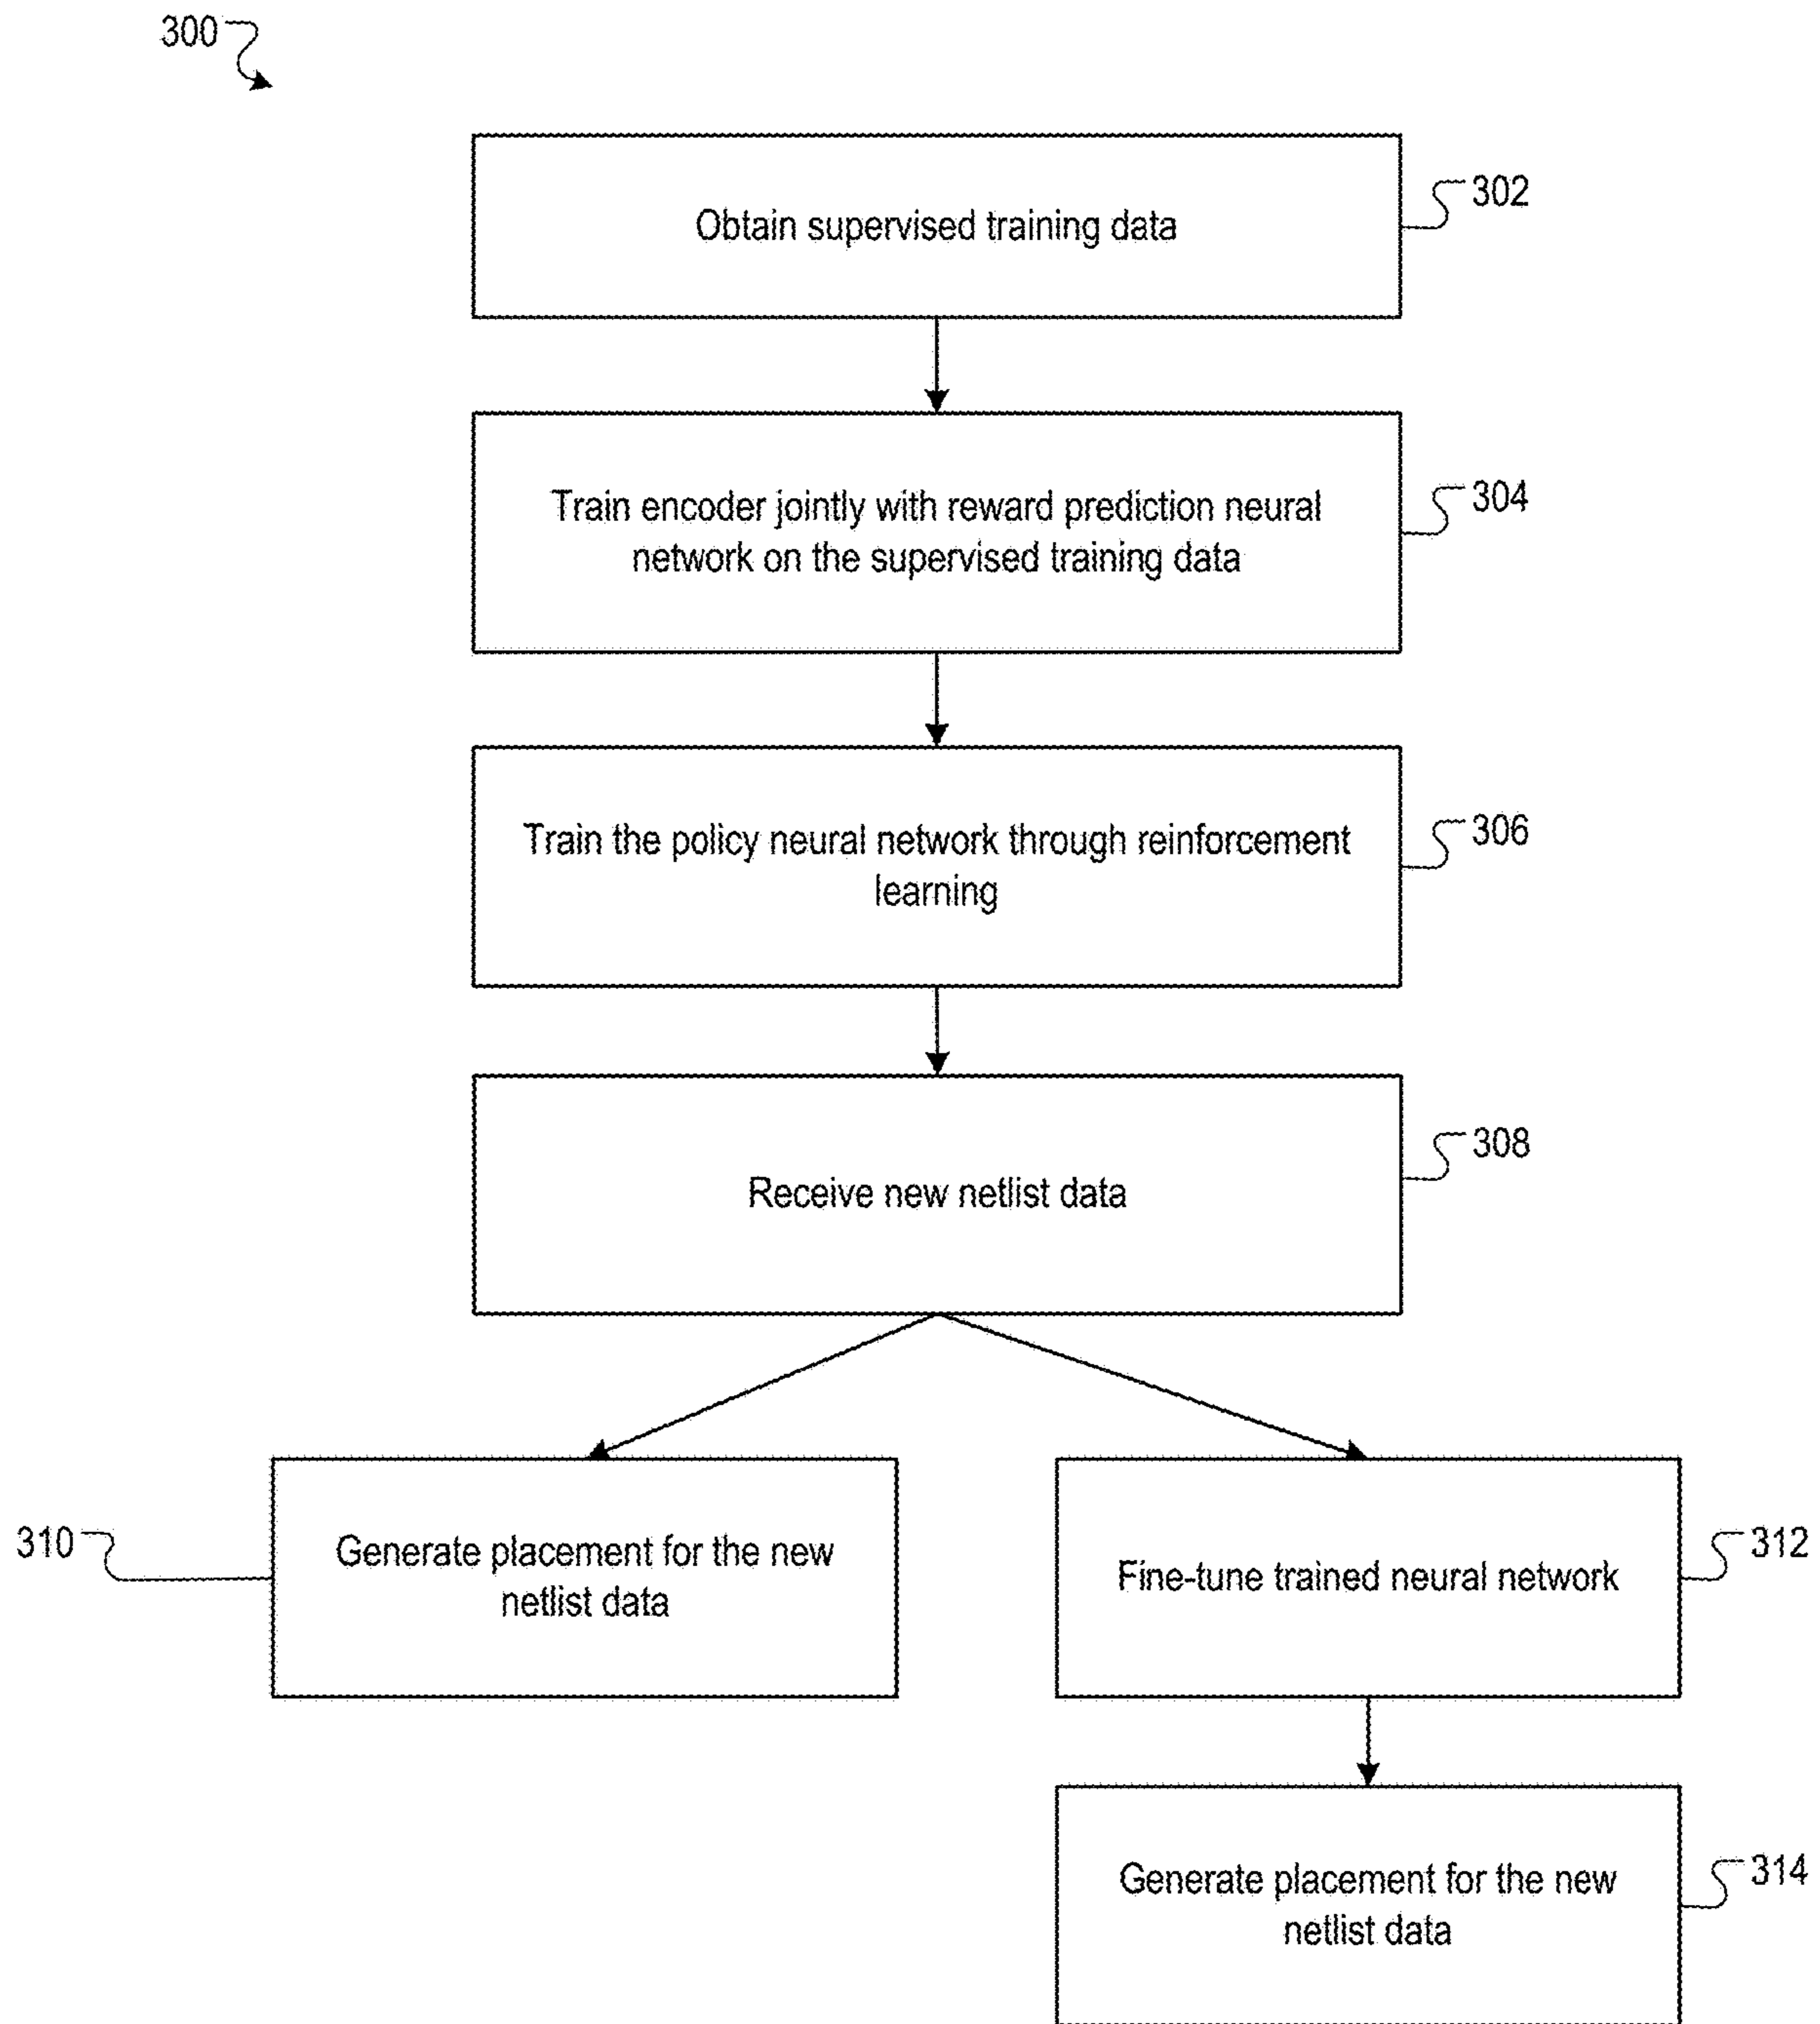 300
Obtain supervised training data
302
Train encoder jointly with reward prediction neural
network on the supervised training data
304
Train the policy neural network through reinforcement
learning
306
Receive new netlist data
308
310
Generate placement for the new
netlist data
Fine-tune trained neural network
312
Generate placement for the new
netlist data
314